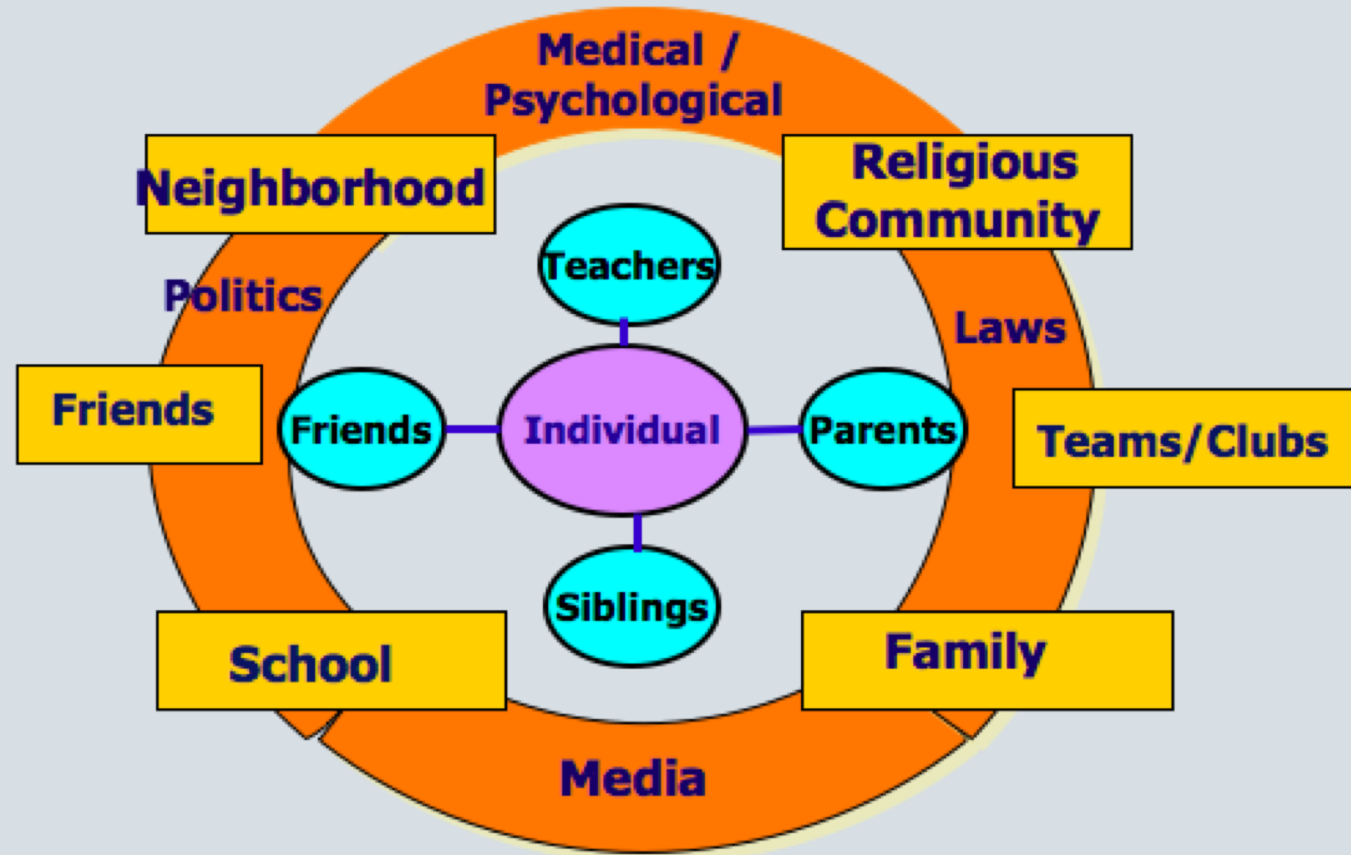 Medical /
Psychological
Neighborhood
Religious
Community
Teachers
Politics
Laws
Friends
Friends
Individual
Parents
Teams/Clubs
Siblings
School
Family
Media